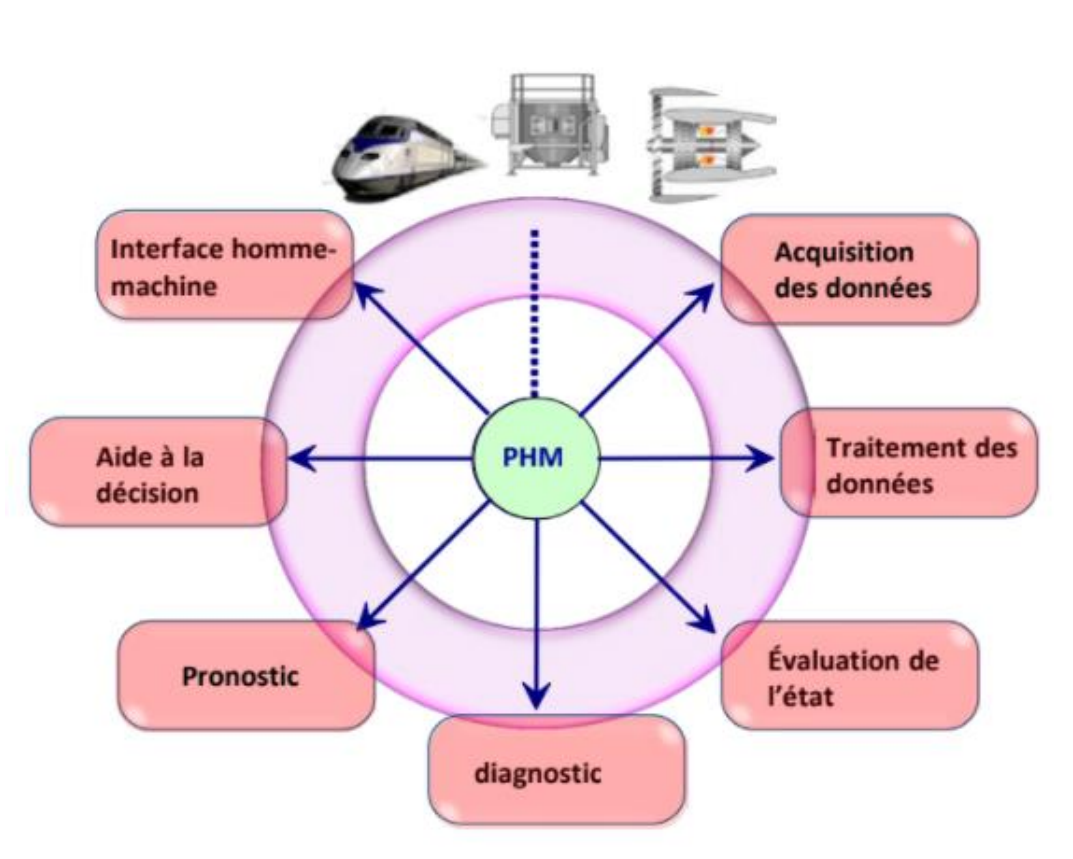 Interface homme-
machine
Acquisition
des données
Aide à la
décision
PHM
Traitement des
données
Pronostic
Évaluation de
l'état
diagnostic